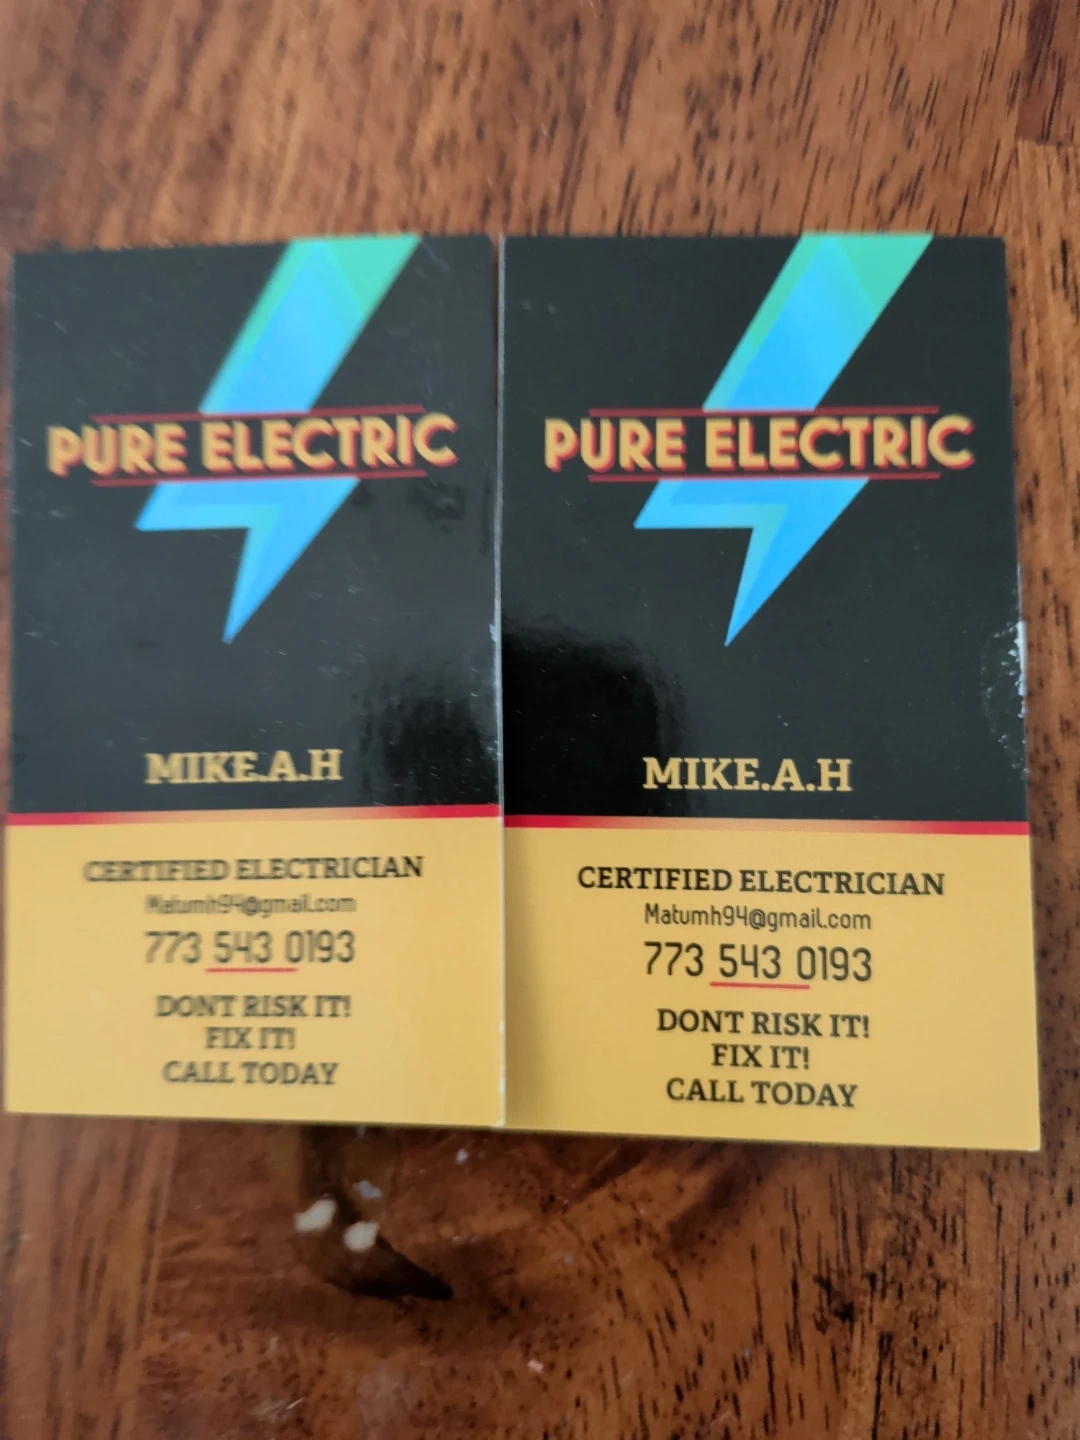 PURE ELECTRIC
MIKE.A.H
CERTIFIED ELECTRICIAN
Matumh94@gmail.com
773 543 0193
DONT RISK IT!
FIX IT!
CALL TODAY
PURE ELECTRIC
MIKE.A.H
CERTIFIED ELECTRICIAN
Matumh94@gmail.com
773 543 0193
DONT RISK IT!
FIX IT!
CALL TODAY